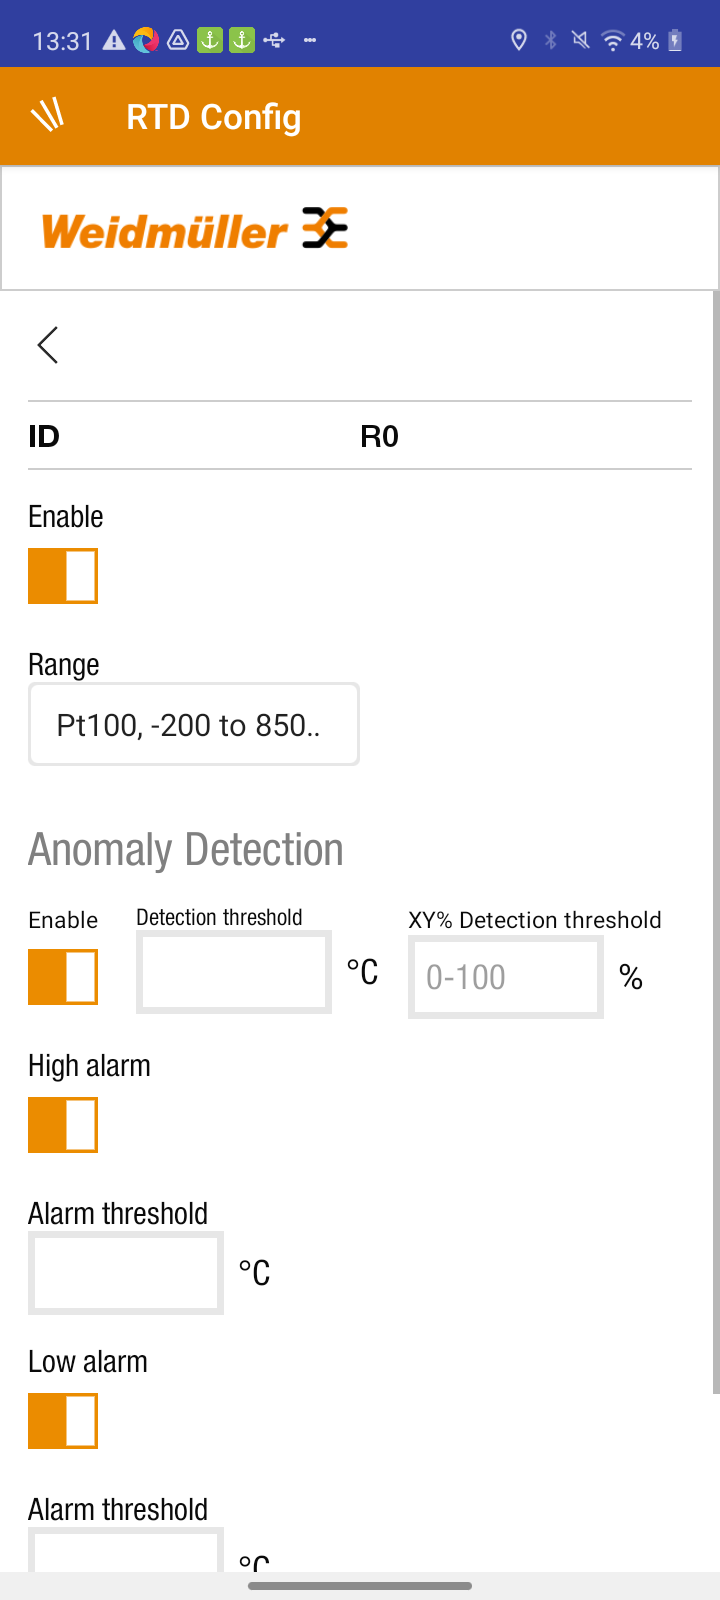 13:31 4%
RTD Config
Weidmüller
ID R0
Enable
Range
Pt100, -200 to 850..
Anomaly Detection
Enable Detection threshold XY% Detection threshold
°C 0-100 %
High alarm
Alarm threshold
°C
Low alarm
Alarm threshold
°C